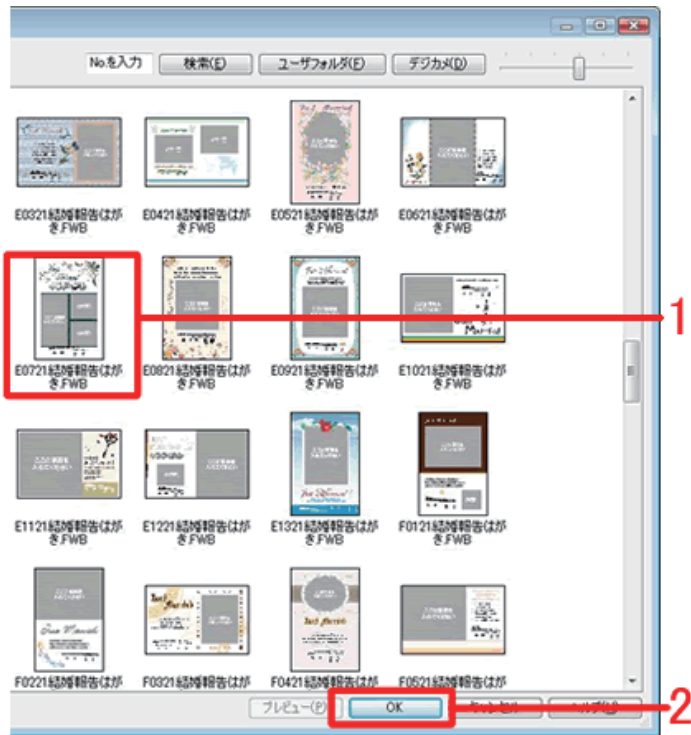 No.を入力 検索(E) ユーザフォルダ(F) デジカメ(D)
E0321結婚報告はが
き.FWB
E0421結婚報告はが
き.FWB
E0521結婚報告はが
き.FWB
E0621結婚報告はが
き.FWB
E0721結婚報告はが
き.FWB
E0821結婚報告はが
き.FWB
E0921結婚報告はが
き.FWB
E1021結婚報告はが
き.FWB
1
E1121結婚報告はが
き.FWB
E1221結婚報告はが
き.FWB
E1321結婚報告はが
き.FWB
F0121結婚報告はが
き.FWB
F0221結婚報告はが
F0321結婚報告はが
F0421結婚報告はが
F0521結婚報告はが
プレビュー(P) OK キャンセル ヘルプ(H)
2